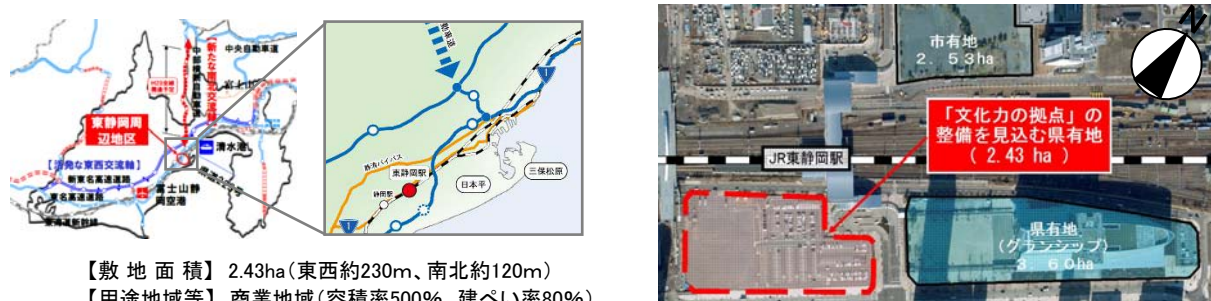 【新たな南北交流軸】
中部横断自動車道
中央自動車道
富士山
東静岡周
辺地区
清水港
【活発な東西交流軸】
新東名高速道路
東名高速道路
富士山静
岡空港
東海道新幹線
静清バイパス
東静岡駅
静岡駅
日本平
三保松原
1
1
【敷 地 面 積】 2.43ha(東西約230m、南北約120m)
【用途地域等】 商業地域(容積率500%、建ぺい率80%)
N
市有地
2．53ha
「文化力の拠点」の
整備を見込む県有地
( 2.43 ha )
JR東静岡駅
県有地
(グランシップ)
3．60ha